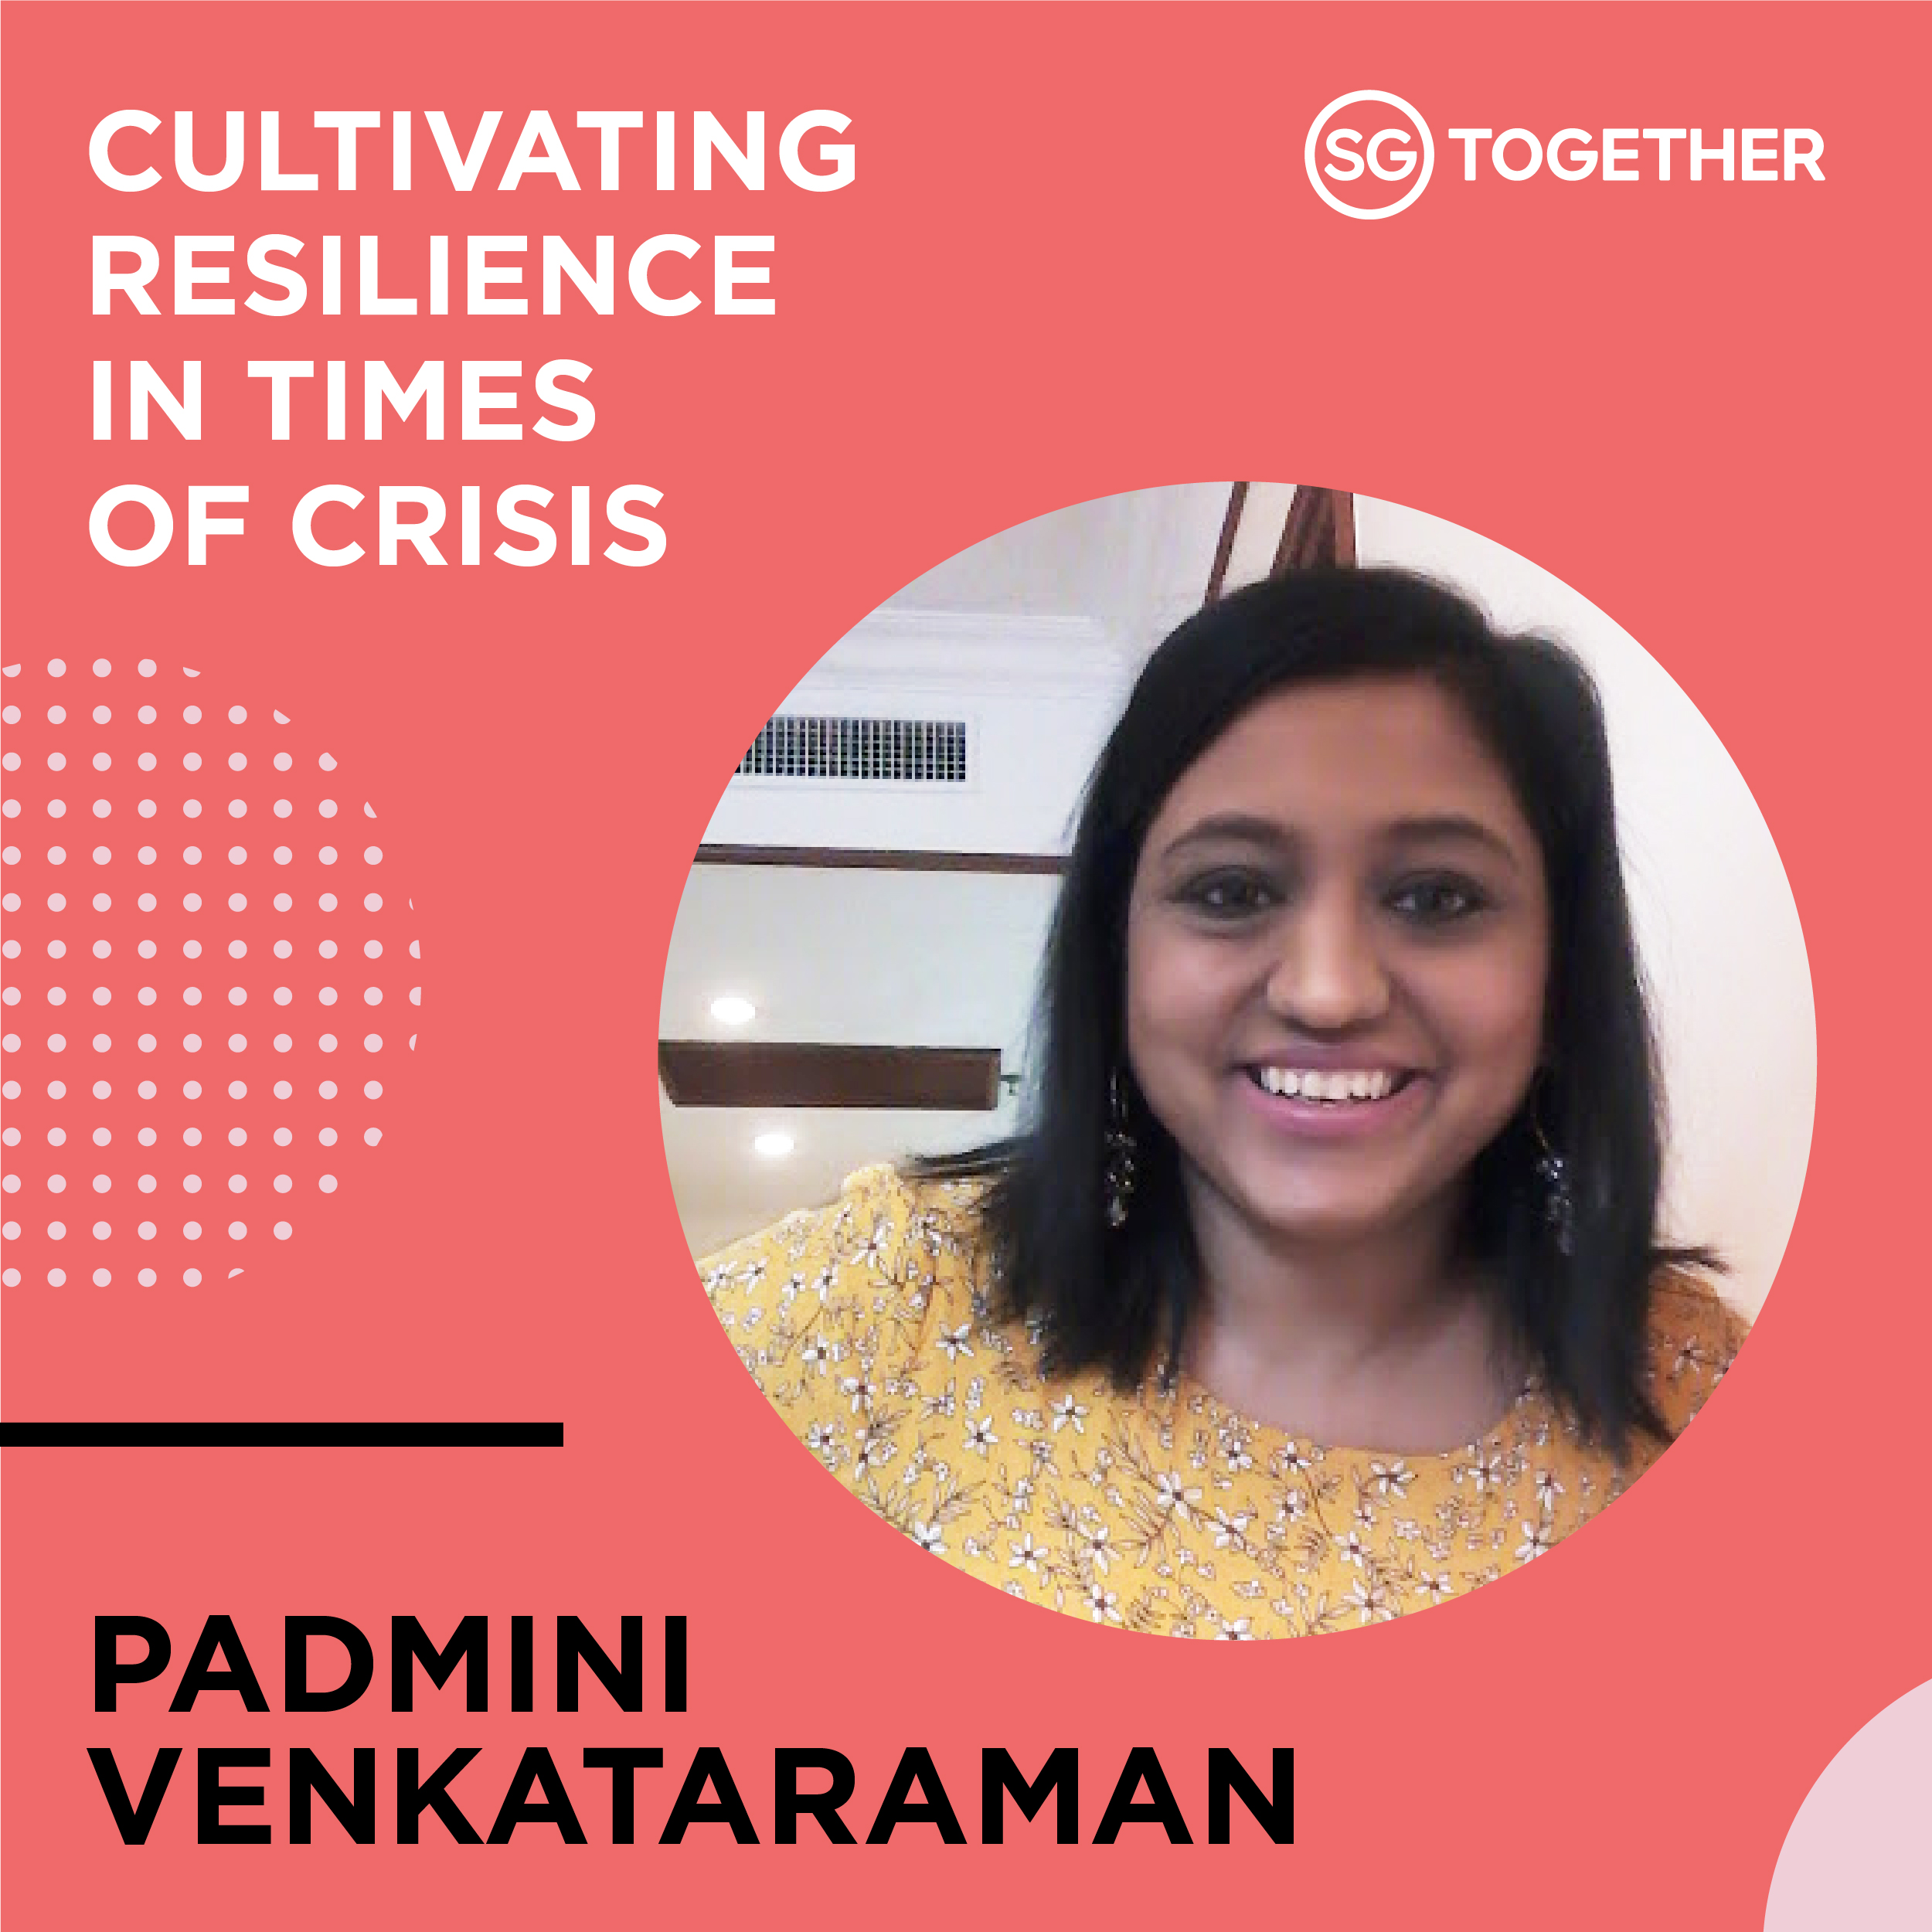 CULTIVATING
RESILIENCE
IN TIMES
OF CRISIS
SG TOGETHER
PADMINI
VENKATARAMAN